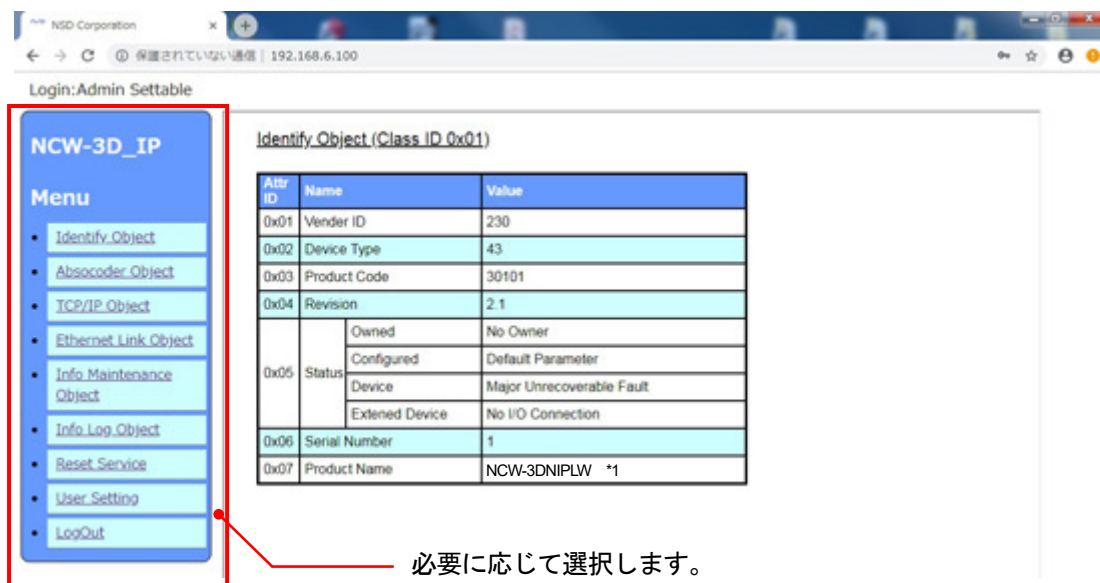 NSD Corporation
保護されていない通信 | 192.168.6.100
Login:Admin Settable
NCW-3D_IP
Menu
Identify Object
Absocoder Object
TCP/IP Object
Ethernet Link Object
Info Maintenance
Object
Info Log Object
Reset Service
User Setting
LogOut
Identify Object (Class ID 0x01)
Attr ID Name Value
0x01 Vender ID 230
0x02 Device Type 43
0x03 Product Code 30101
0x04 Revision 2.1
0x05 Status Owned No Owner
Configured Default Parameter
Device Major Unrecoverable Fault
Extened Device No I/O Connection
0x06 Serial Number 1
0x07 Product Name NCW-3DNIPLW *1
必要に応じて選択します。